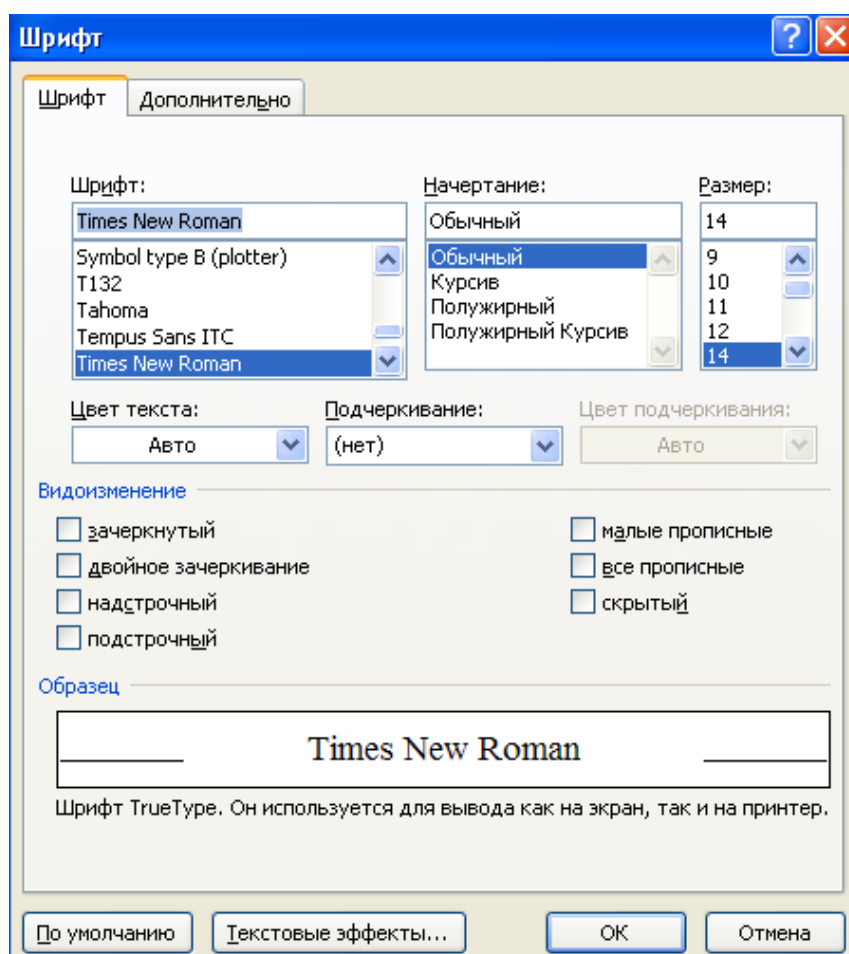 Шрифт
Шрифт Дополнительно
Шрифт: Начертание: Размер:
Times New Roman Обычный 14
Symbol type B (plotter) Обычный 9
T132 Курсив 10
Tahoma Полужирный 11
Tempus Sans ITC Полужирный Курсив 12
Times New Roman 14
Цвет текста: Подчеркивание: Цвет подчеркивания:
Авто (нет) Авто
Видоизменение
зачеркнутый малые прописные
двойное зачеркивание все прописные
надстрочный скрытый
подстрочный
Образец
Times New Roman
Шрифт TrueType. Он используется для вывода как на экран, так и на принтер.
По умолчанию Текстовые эффекты... ОК Отмена